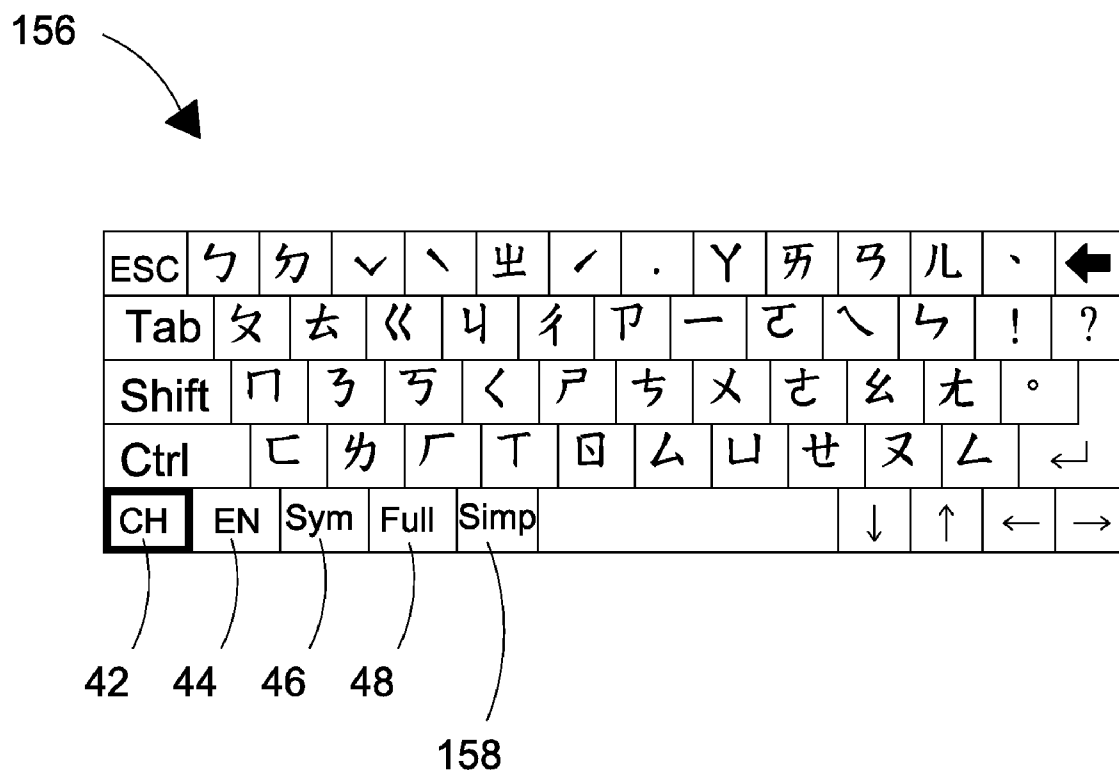 156
ESC ㄅ ㄉ ˇ ˋ ㄓ ˊ ˙ ㄚ ㄞ ㄢ ㄦ 、 ←
Tab ㄆ ㄊ ㄍ ㄐ ㄔ ㄗ ㄧ ㄛ ㄟ ㄣ ! ?
Shift ㄇ ㄋ ㄎ ㄑ ㄕ ㄘ ㄨ ㄜ ㄠ ㄤ 。
Ctrl ㄈ ㄌ ㄏ ㄒ ㄖ ㄙ ㄩ ㄝ ㄡ ㄥ ↵
CH EN Sym Full Simp ↓ ↑ ← →
42 44 46 48
158